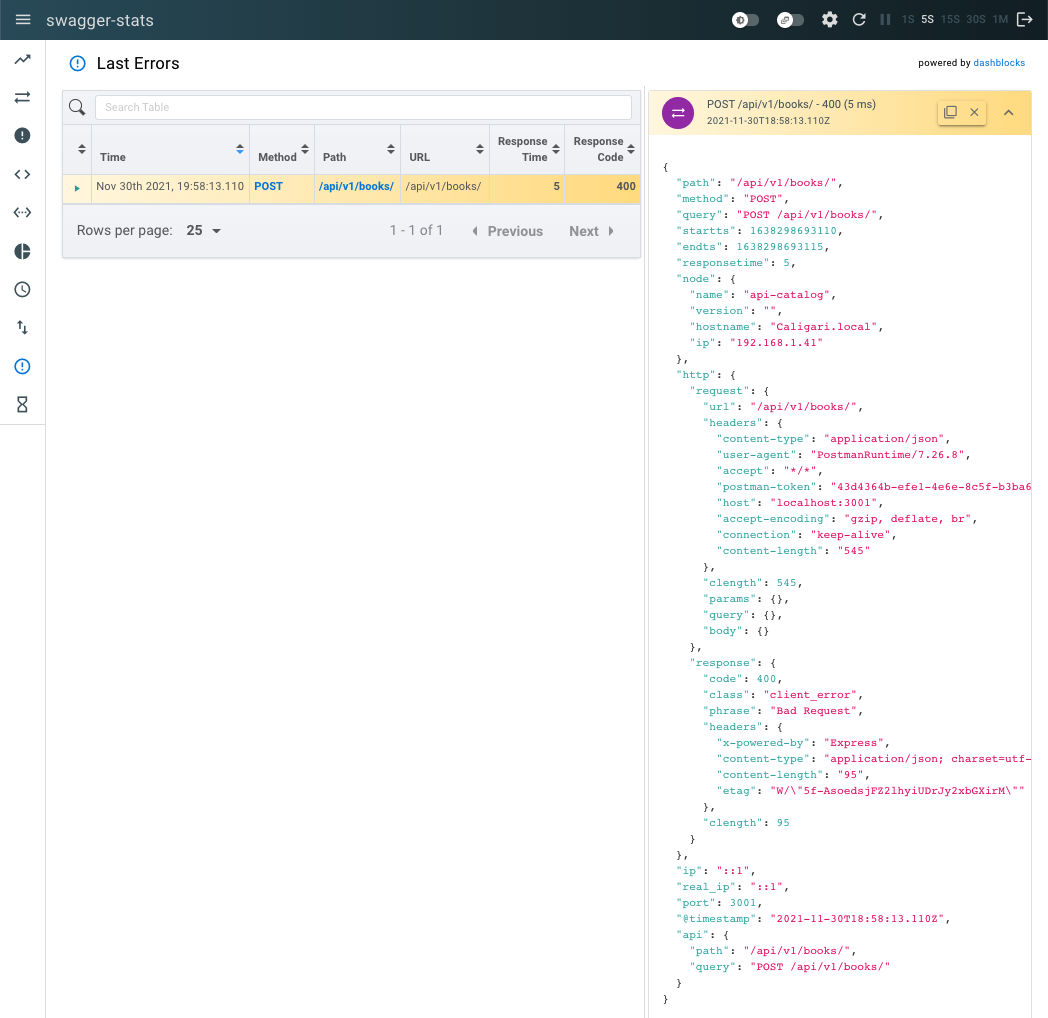 swagger-stats
1S 5S 15S 30S 1M
Last Errors
powered by dashblocks
Search Table
Time Method Path URL Response Time Response Code
Nov 30th 2021, 19:58:13.110 POST /api/v1/books/ /api/v1/books/ 5 400
Rows per page: 25 1 - 1 of 1 Previous Next
POST /api/v1/books/ - 400 (5 ms)
2021-11-30T18:58:13.110Z
{
"path": "/api/v1/books/",
"method": "POST",
"query": "POST /api/v1/books/",
"startts": 1638298693110,
"endts": 1638298693115,
"responsetime": 5,
"node": {
"name": "api-catalog",
"version": "",
"hostname": "Caligari.local",
"ip": "192.168.1.41"
},
"http": {
"request": {
"url": "/api/v1/books/",
"headers": {
"content-type": "application/json",
"user-agent": "PostmanRuntime/7.26.8",
"accept": "*/*",
"postman-token": "43d4364b-efe1-4e6e-8c5f-b3ba6
"host": "localhost:3001",
"accept-encoding": "gzip, deflate, br",
"connection": "keep-alive",
"content-length": "545"
},
"clength": 545,
"params": {},
"query": {},
"body": {}
},
"response": {
"code": 400,
"class": "client_error",
"phrase": "Bad Request",
"headers": {
"x-powered-by": "Express",
"content-type": "application/json; charset=utf-
"content-length": "95",
"etag": "W/\"5f-AsoedsjFZ2lhyiUDrJy2xbGXirM\""
},
"clength": 95
}
},
"ip": "::1",
"real_ip": "::1",
"port": 3001,
"@timestamp": "2021-11-30T18:58:13.110Z",
"api": {
"path": "/api/v1/books/",
"query": "POST /api/v1/books/"
}
}